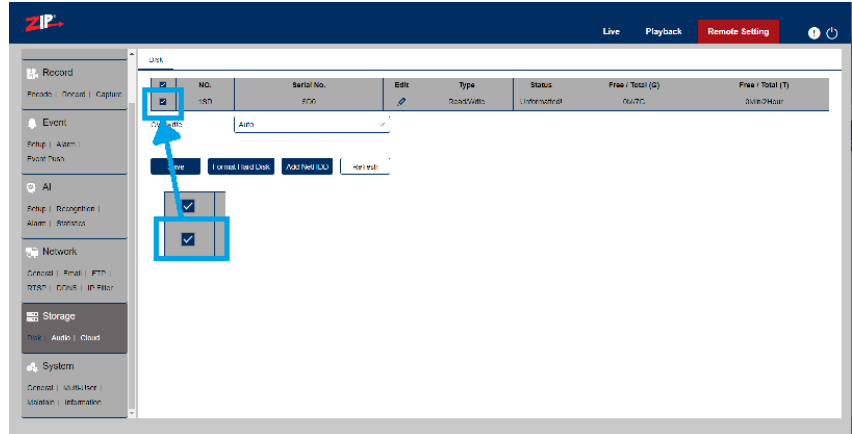 ZIP
Live Playback Remote Setting
Disk
Record
Encode | Record | Capture
Event
Setup | Alarm |
Event Push
AI
Setup | Recognition |
Alarm | Statistics
Network
General | Email | FTP |
RTSP | DDNS | IP Filter
Storage
Disk | Audio | Cloud
System
General | Multi-User |
Maintain | Information
NO. Serial No. Edit Type Status Free / Total (G) Free / Total (T)
Read/Write Unformatted!
Auto
Format Hard Disk Add NetHDD Refresh